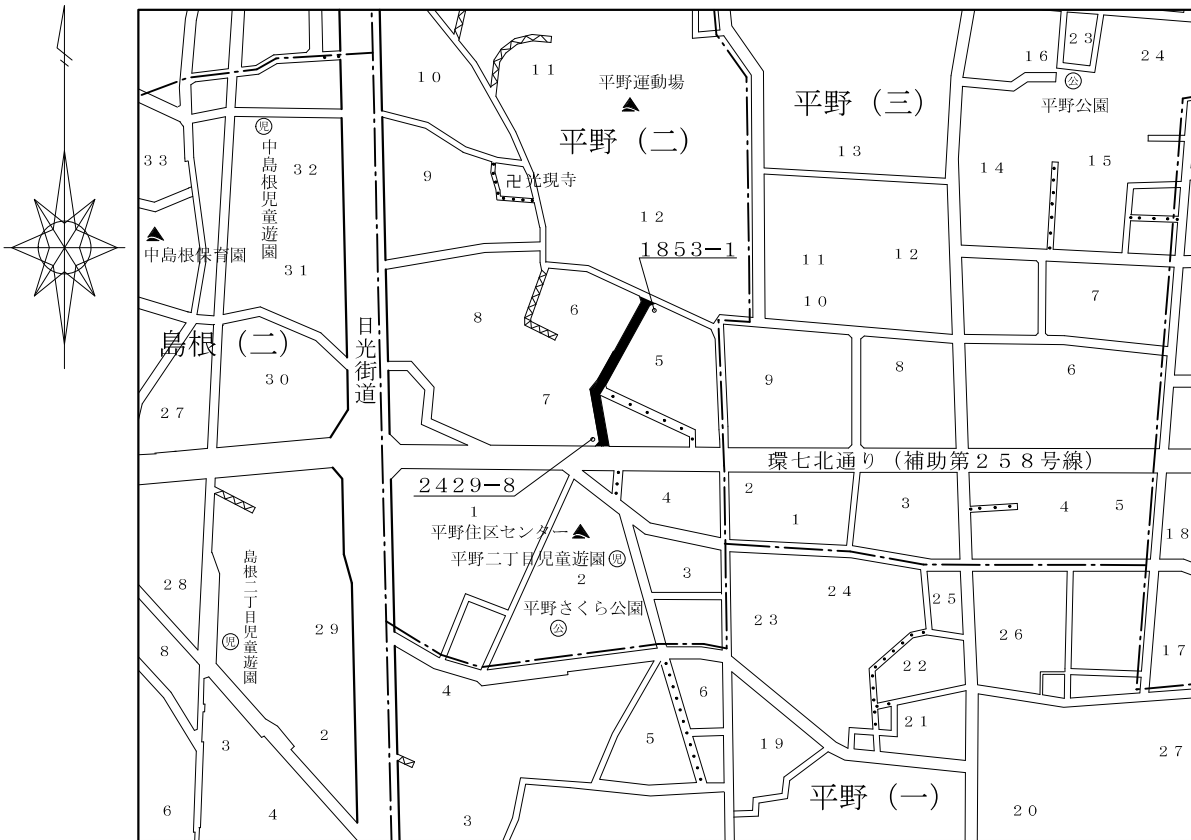 23
16
24
10
11
公
平野運動場
平野公園
平野（三）
児
平野（二）
33
中島根児童遊園
32
13
15
14
9
卍光現寺
12
1853-1
中島根保育園
31
11
12
10
7
8
6
島根（二）
日光街道
30
5
9
8
6
7
27
環七北通り（補助第２５８号線）
2429-8
4
2
3
4
5
1
1
平野住区センター
18
平野二丁目児童遊園
児
島根二丁目児童遊園
2
3
28
24
25
平野さくら公園
23
公
29
26
児
8
17
22
4
6
21
2
3
5
19
27
平野（一）
6
4
3
20